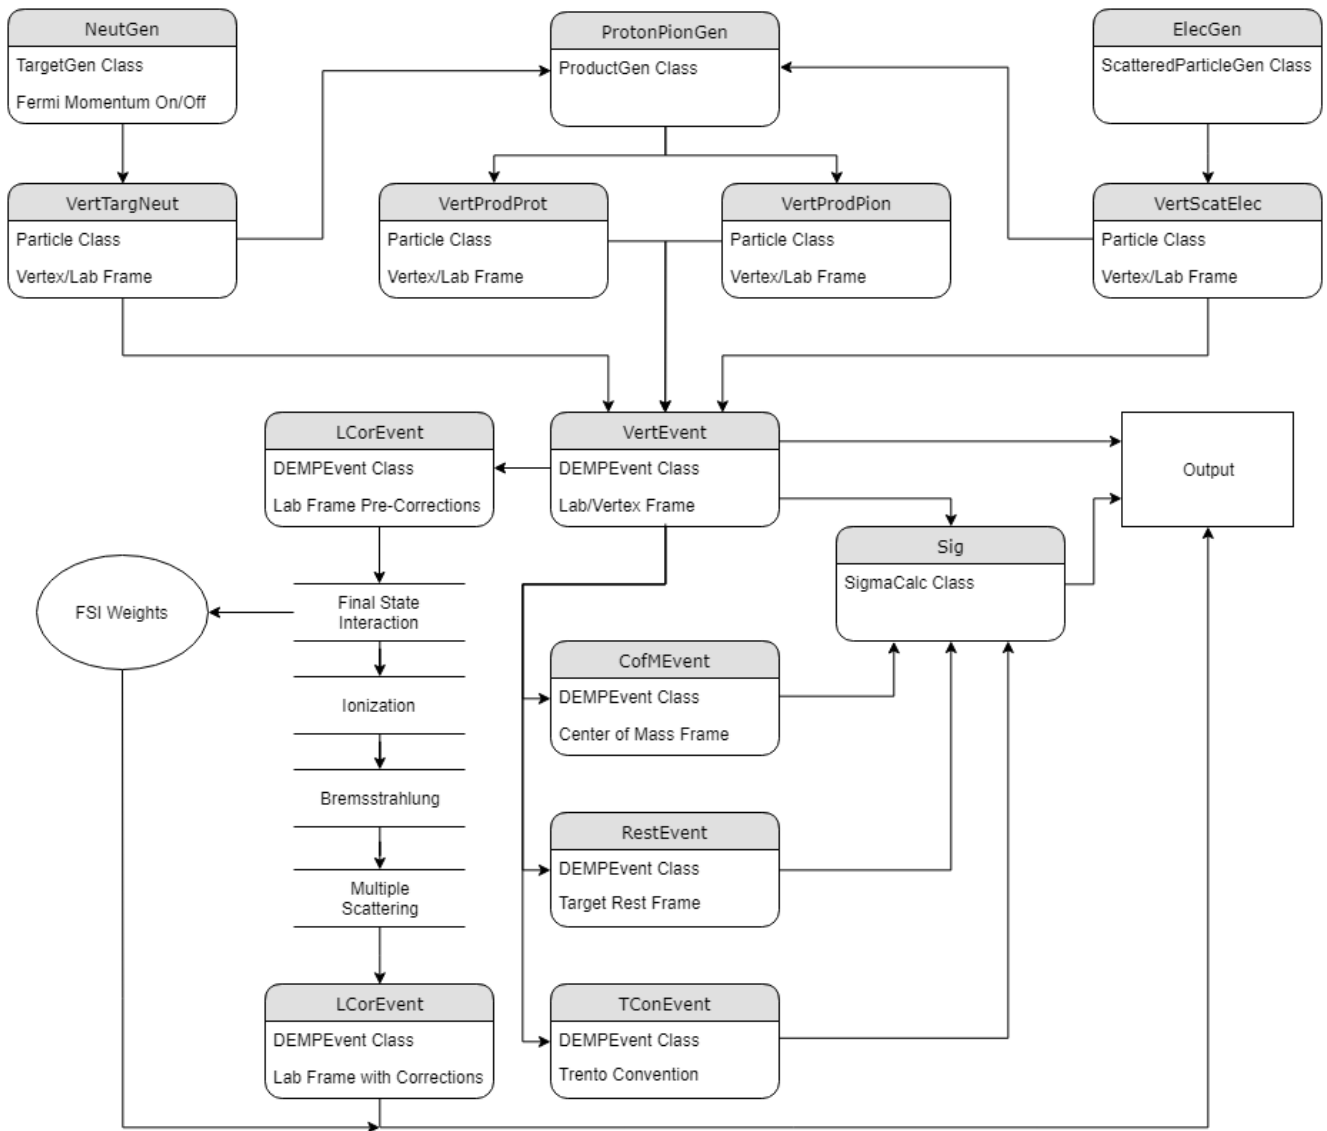 NeutGen
TargetGen Class
Fermi Momentum On/Off
ProtonPionGen
ProductGen Class
ElecGen
ScatteredParticleGen Class
VertTargNeut
Particle Class
Vertex/Lab Frame
VertProdProt
Particle Class
Vertex/Lab Frame
VertProdPion
Particle Class
Vertex/Lab Frame
VertScatElec
Particle Class
Vertex/Lab Frame
LCorEvent
DEMPEvent Class
Lab Frame Pre-Corrections
VertEvent
DEMPEvent Class
Lab/Vertex Frame
Output
Sig
SigmaCalc Class
FSI Weights
Final State
Interaction
Ionization
Bremsstrahlung
Multiple
Scattering
CofMEvent
DEMPEvent Class
Center of Mass Frame
RestEvent
DEMPEvent Class
Target Rest Frame
LCorEvent
DEMPEvent Class
Lab Frame with Corrections
TConEvent
DEMPEvent Class
Trento Convention